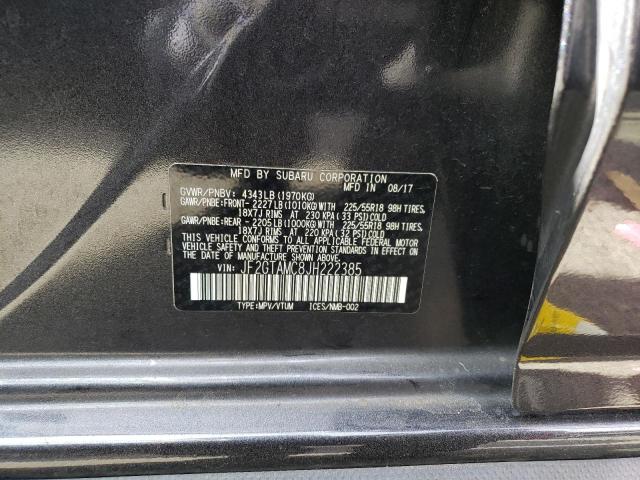 MFD BY SUBARU CORPORATION
GVWR/PNBV: 4343LB (1970KG) MFD IN 08/17
GAWR/PNBE:FRONT- 2227LB (1010KG) WITH 225/55R18 98H TIRES,
18X7J RIMS AT 230 KPA (33 PSI) COLD
GAWR/PNBE:REAR - 2205LB (1000KG) WITH 225/55R18 98H TIRES,
18X7J RIMS AT 220 KPA (32 PSI) COLD
THIS VEHICLE CONFORMS TO ALL APPLICABLE FEDERAL MOTOR
VEHICLE SAFETY STANDARDS IN EFFECT ON THE DATE OF
MANUFACTURE SHOWN ABOVE.
VIN: JF2GTAMC8JH222385
TYPE:MPV/VTUM ICES/NMB-002